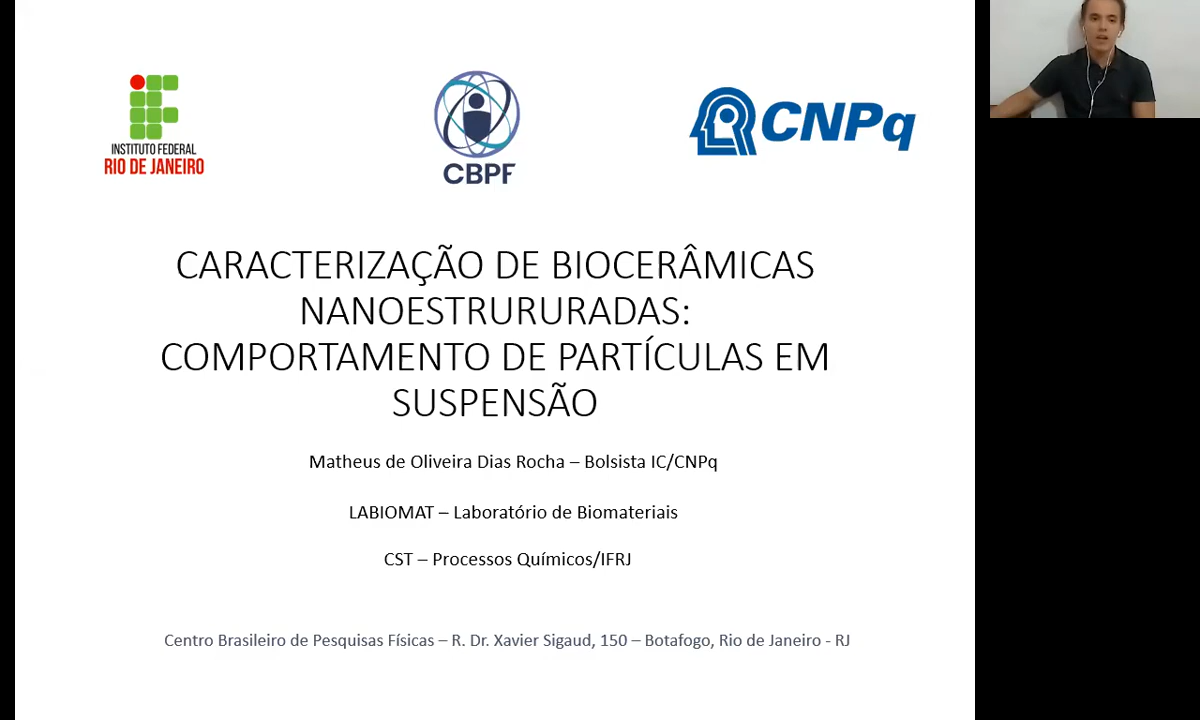 INSTITUTO FEDERAL
RIO DE JANEIRO
CBPF
CNPq
CARACTERIZAÇÃO DE BIOCERÂMICAS
NANOESTRURURADAS:
COMPORTAMENTO DE PARTÍCULAS EM
SUSPENSÃO
Matheus de Oliveira Dias Rocha – Bolsista IC/CNPq
LABIOMAT – Laboratório de Biomateriais
CST – Processos Químicos/IFRJ
Centro Brasileiro de Pesquisas Físicas – R. Dr. Xavier Sigaud, 150 – Botafogo, Rio de Janeiro - RJ